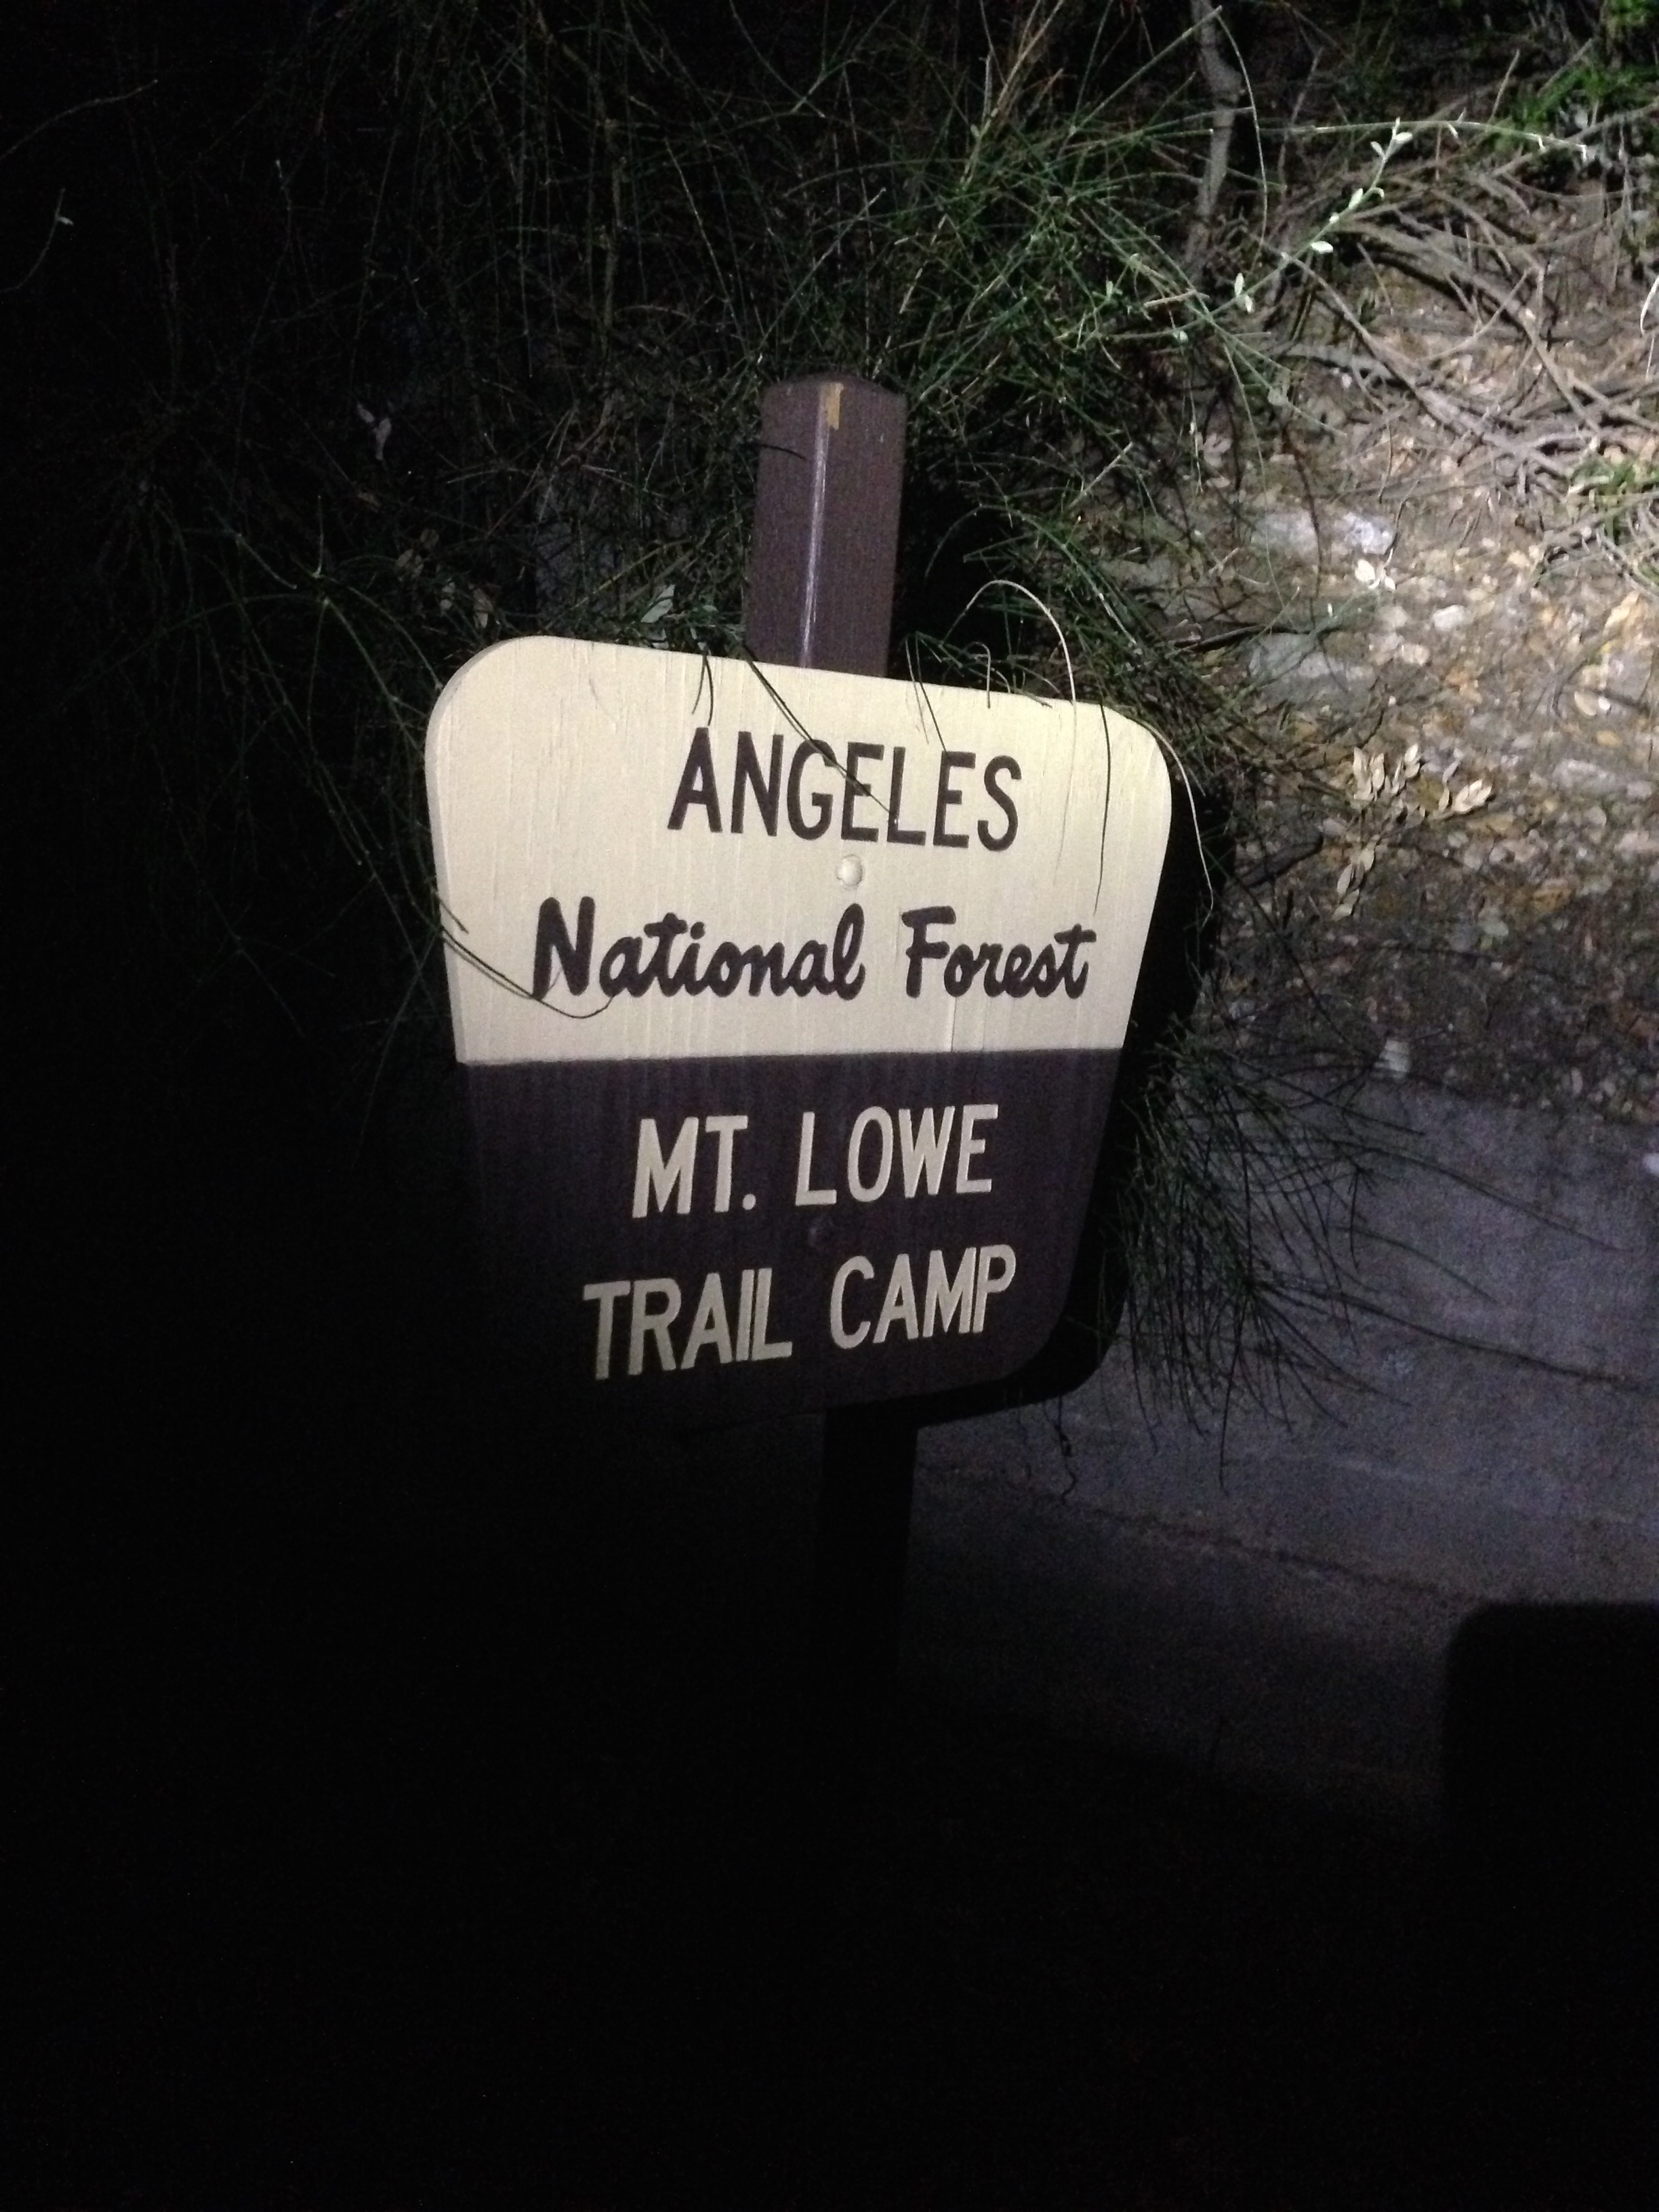 ANGELES
National Forest
MT. LOWE
TRAIL CAMP